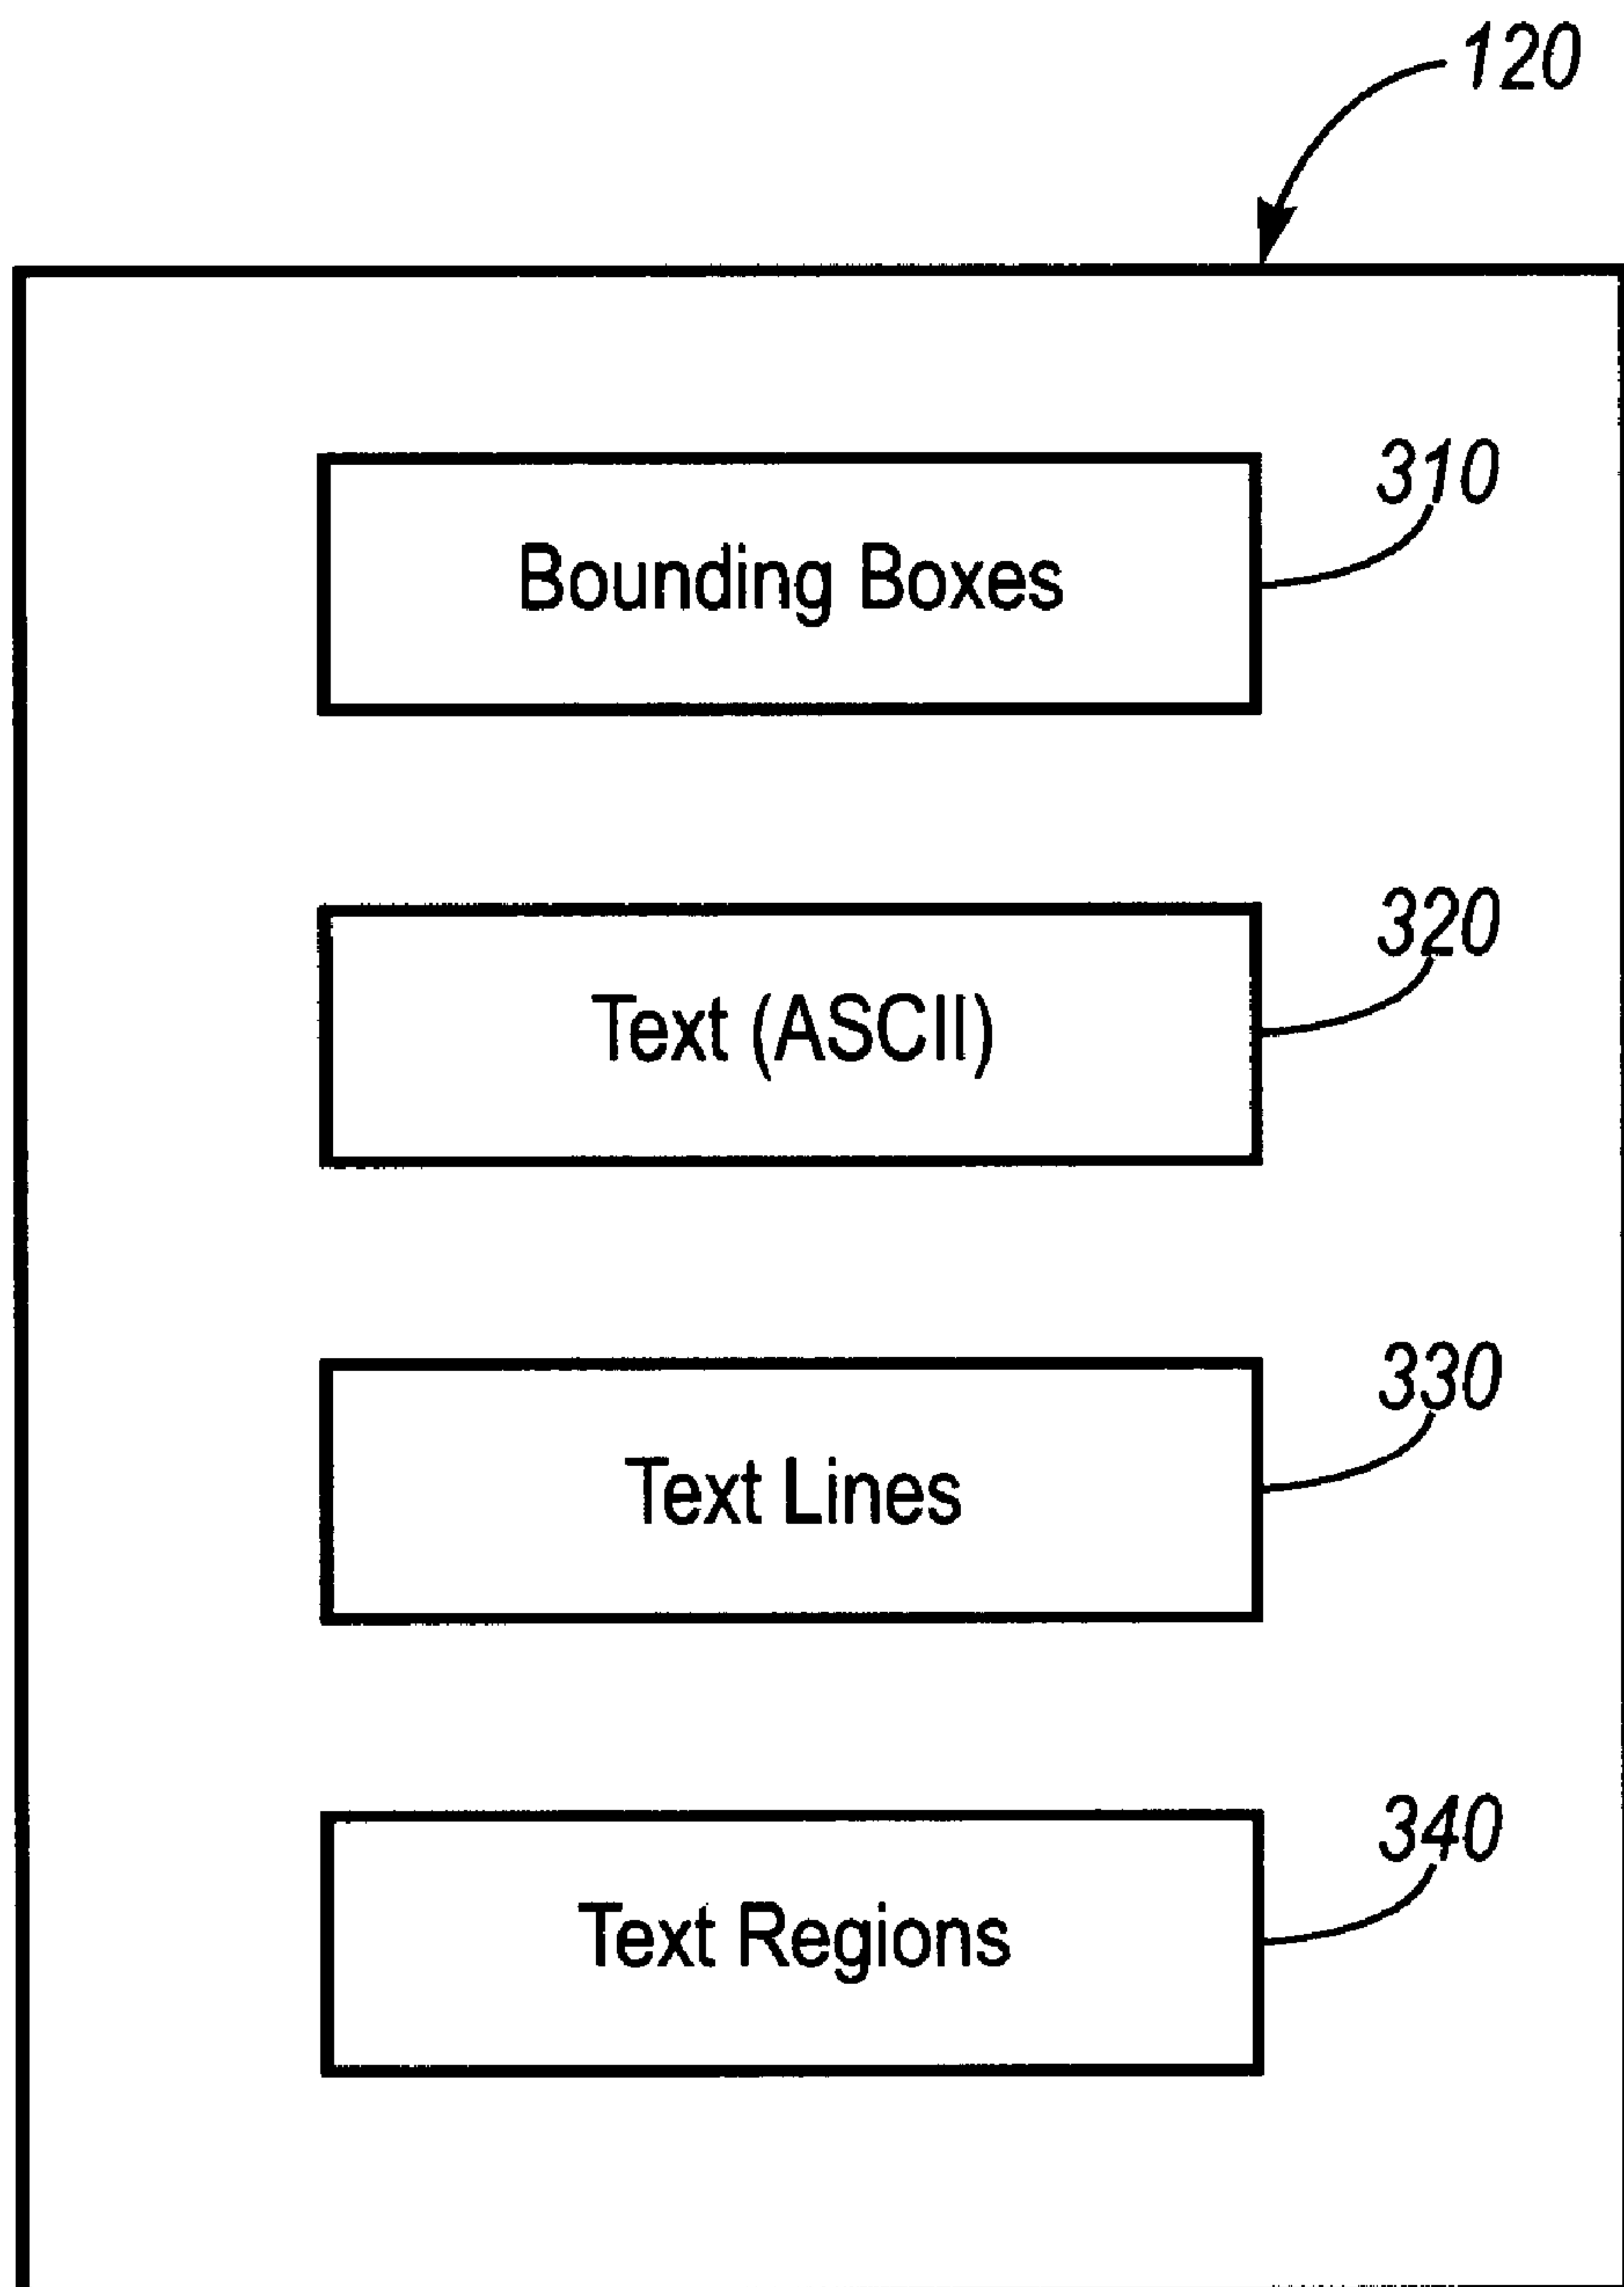 120
310
Bounding Boxes
320
Text (ASCII)
330
Text Lines
340
Text Regions